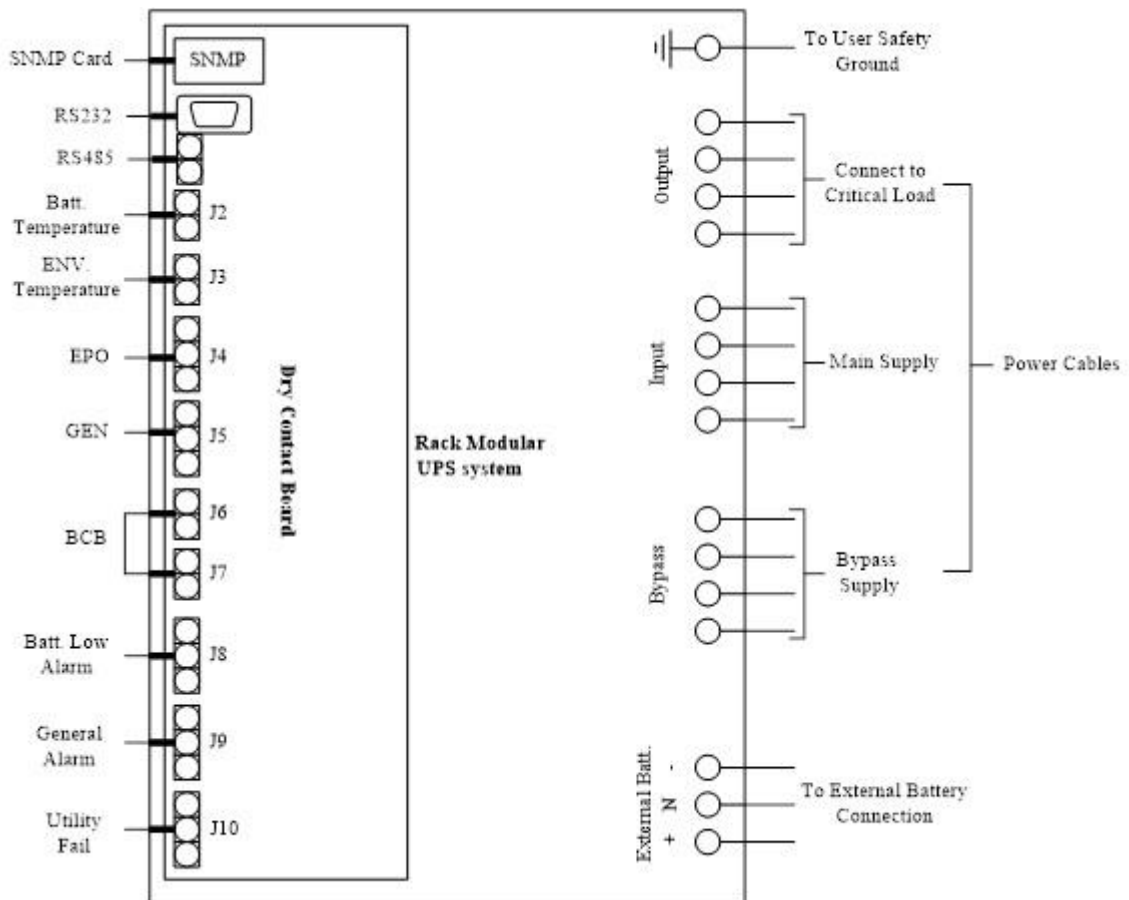 SNMP Card
SNMP
RS232
RS485
Batt.
Temperature
J2
ENV.
Temperature
J3
EPO
J4
GEN
J5
BCB
J6
J7
Batt. Low
Alarm
J8
General
Alarm
J9
Utility
Fail
J10
Dry Contact Board
Rack Modular
UPS system
To User Safety
Ground
Output
Connect to
Critical Load
Input
Main Supply
Power Cables
Bypass
Bypass
Supply
External Batt.
-
N
+
To External Battery
Connection